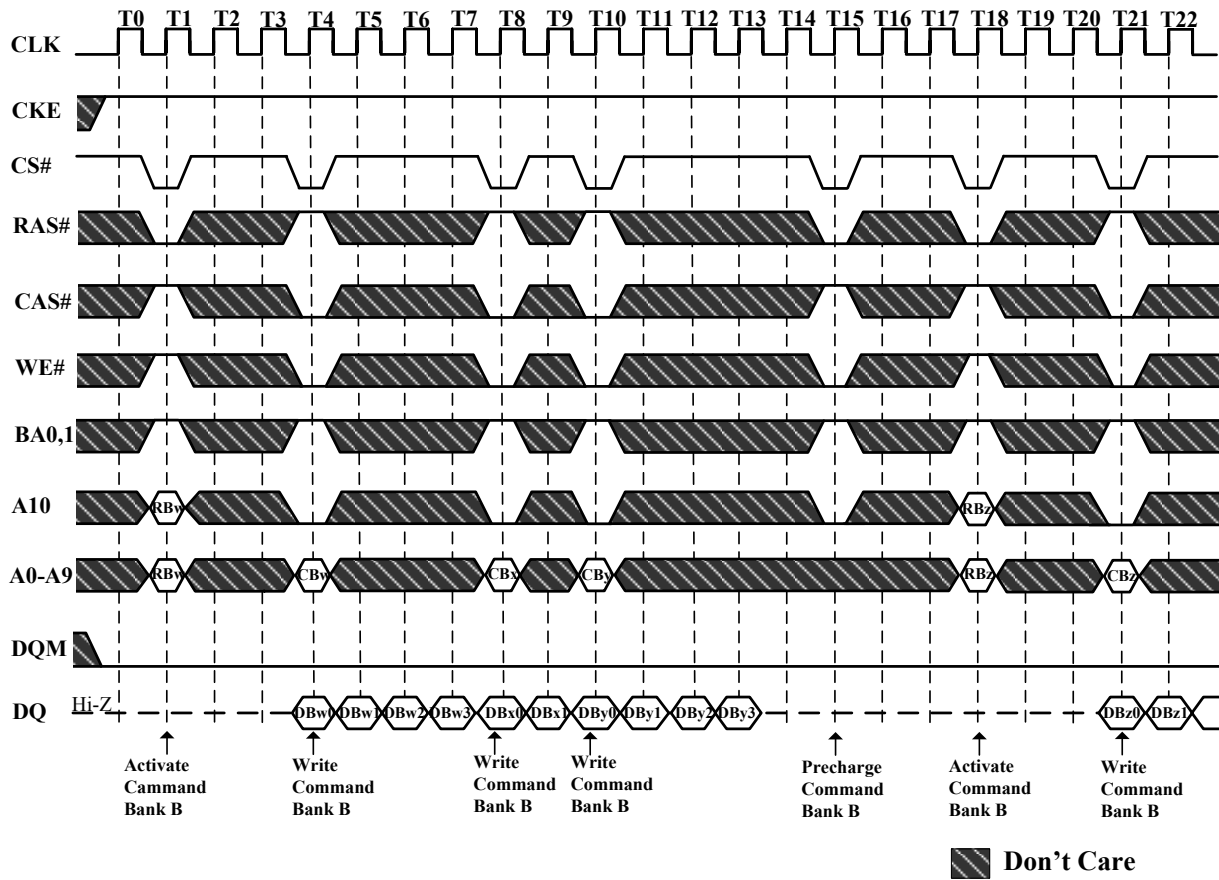 T0 T1 T2 T3 T4 T5 T6 T7 T8 T9 T10 T11 T12 T13 T14 T15 T16 T17 T18 T19 T20 T21 T22
CLK
CKE
CS#
RAS#
CAS#
WE#
BA0,1
A10 RBw RBz
A0-A9 RBw CBw CBx CBy RBz CBz
DQM
DQ Hi-Z DBw0 DBw1 DBw2 DBw3 DBx0 DBx1 DBy0 DBy1 DBy2 DBy3 DBz0 DBz1
Activate
Cammand
Bank B
Write
Command
Bank B
Write
Command
Bank B
Write
Command
Bank B
Precharge
Command
Bank B
Activate
Command
Bank B
Write
Command
Bank B
Don’t Care